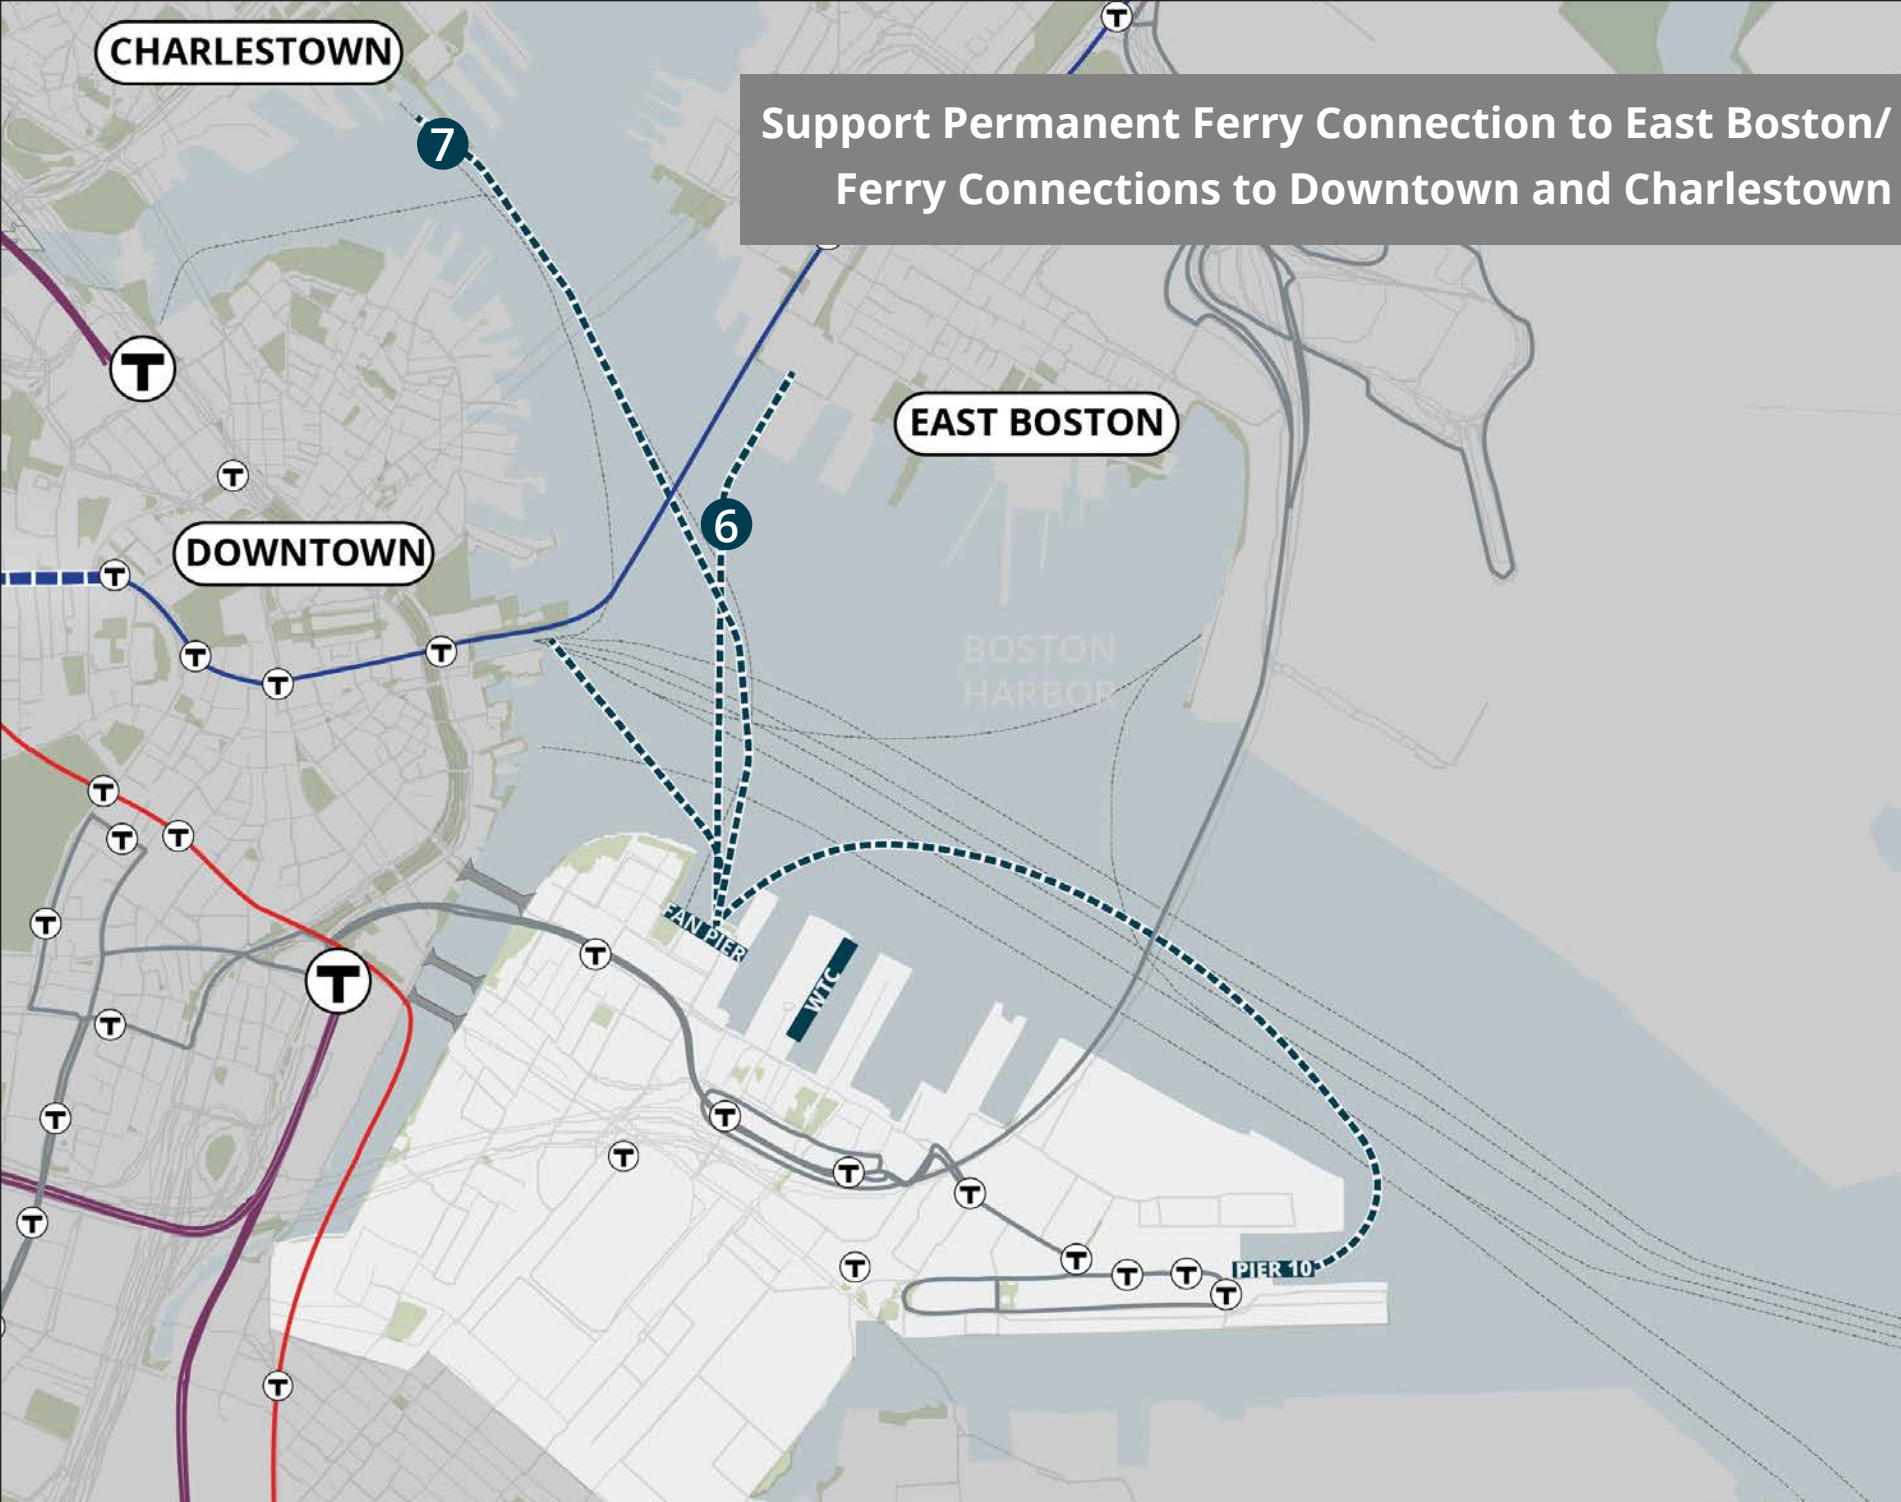 T
CHARLESTOWN
Support Permanent Ferry Connection to East Boston/
Ferry Connections to Downtown and Charlestown
7
T
EAST BOSTON
T
6
DOWNTOWN
T
T
T
T
BOSTON
HARBOR
T
T
T
T
FAN PIER
T
T
WTC
T
T
T
T
T
T
T
T
T
T
T
PIER 10
T
T
T